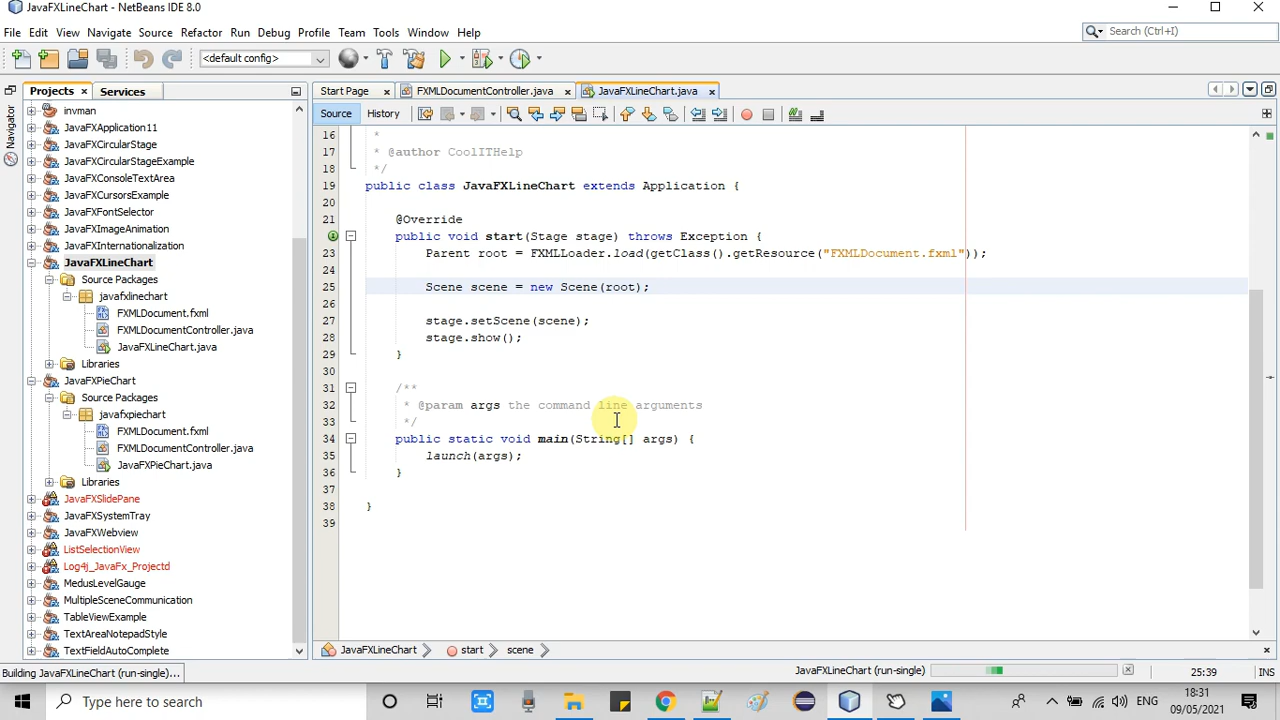 JavaFXLineChart - NetBeans IDE 8.0
File Edit View Navigate Source Refactor Run Debug Profile Team Tools Window Help
Search (Ctrl+I)
<default config>
Projects
Services
Start Page
FXMLDocumentController.java
JavaFXLineChart.java
Navigator
Source
History
invman
JavaFXApplication11
JavaFXCircularStage
JavaFXCircularStageExample
JavaFXConsoleTextArea
JavaFXCursorsExample
JavaFXFontSelector
JavaFXImageAnimation
JavaFXInternationalization
JavaFXLineChart
Source Packages
javafxlinechart
FXMLDocument.fxml
FXMLDocumentController.java
JavaFXLineChart.java
Libraries
JavaFXPieChart
Source Packages
javafxpiechart
FXMLDocument.fxml
FXMLDocumentController.java
JavaFXPieChart.java
Libraries
JavaFXSlidePane
JavaFXSystemTray
JavaFXWebview
ListSelectionView
Log4j_JavaFx_Projectd
MedusLevelGauge
MultipleSceneCommunication
TableViewExample
TextAreaNotepadStyle
TextFieldAutoComplete
16 *
17 * @author CoolITHelp
18 */
19 public class JavaFXLineChart extends Application {
20
21 @Override
public void start(Stage stage) throws Exception {
23 Parent root = FXMLLoader.load(getClass().getResource("FXMLDocument.fxml"));
24
25 Scene scene = new Scene(root);
26
27 stage.setScene(scene);
28 stage.show();
29 }
30
31 /**
32 * @param args the command line arguments
33 */
34 public static void main(String[] args) {
35 launch(args);
36 }
37
38 }
39
JavaFXLineChart start scene
Building JavaFXLineChart (run-single)...
JavaFXLineChart (run-single)
25:39 INS
Type here to search
ENG
18:31
09/05/2021